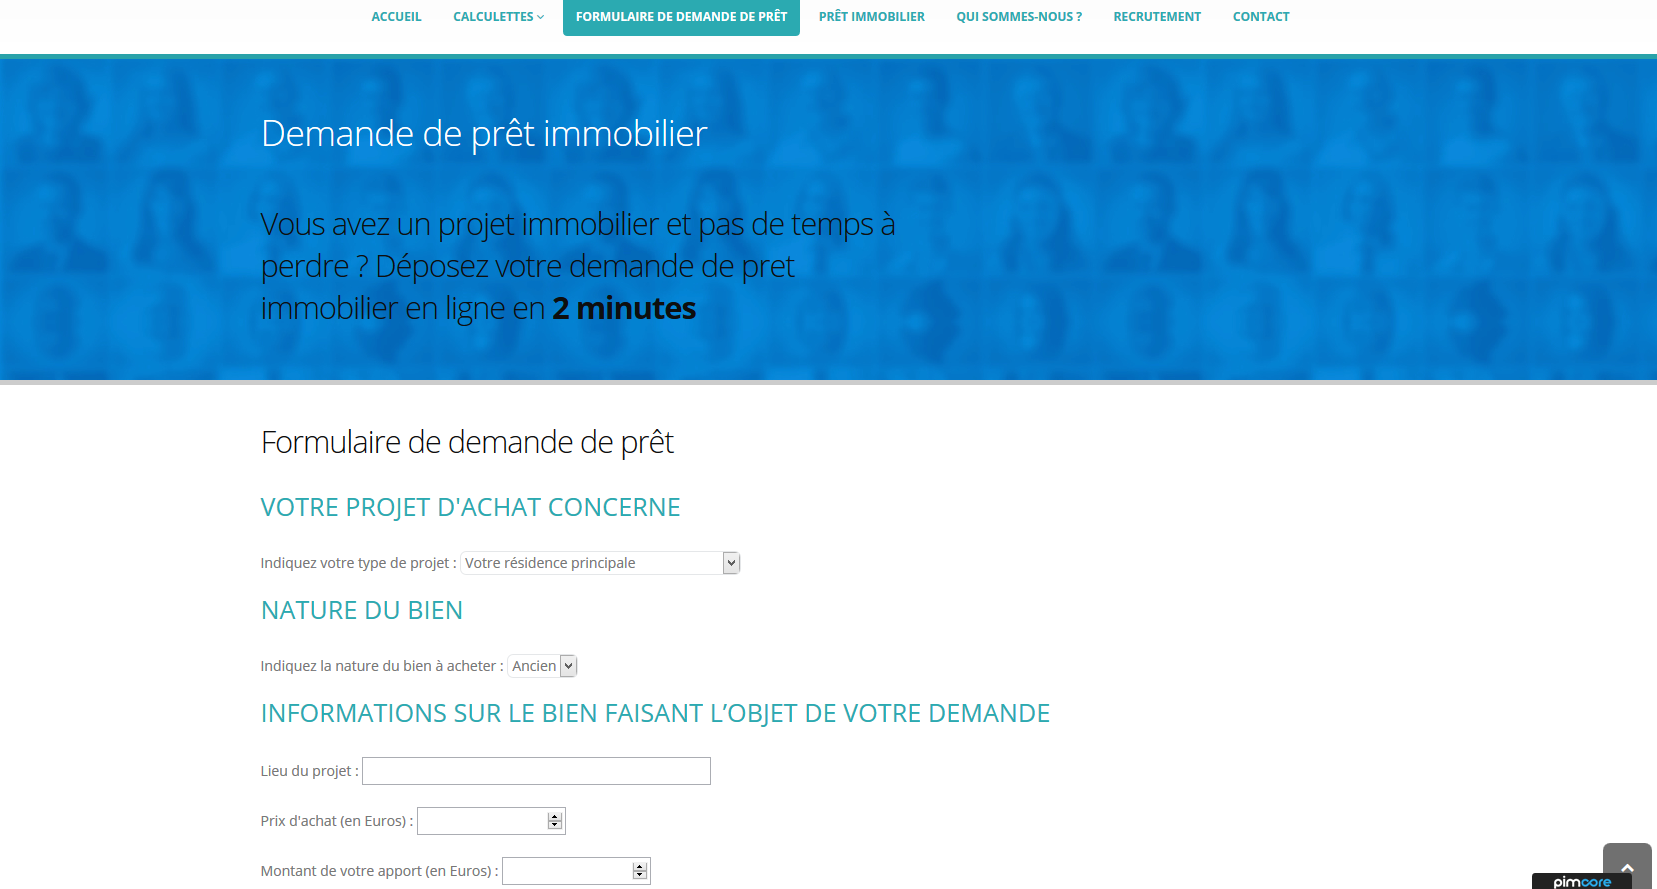 ACCUEIL CALCULETTES FORMULAIRE DE DEMANDE DE PRÊT PRÊT IMMOBILIER QUI SOMMES-NOUS ? RECRUTEMENT CONTACT
Demande de prêt immobilier
Vous avez un projet immobilier et pas de temps à
perdre ? Déposez votre demande de pret
immobilier en ligne en 2 minutes
Formulaire de demande de prêt
VOTRE PROJET D'ACHAT CONCERNE
Indiquez votre type de projet : Votre résidence principale
NATURE DU BIEN
Indiquez la nature du bien à acheter : Ancien
INFORMATIONS SUR LE BIEN FAISANT L’OBJET DE VOTRE DEMANDE
Lieu du projet :
Prix d'achat (en Euros) :
Montant de votre apport (en Euros) :
pimcore